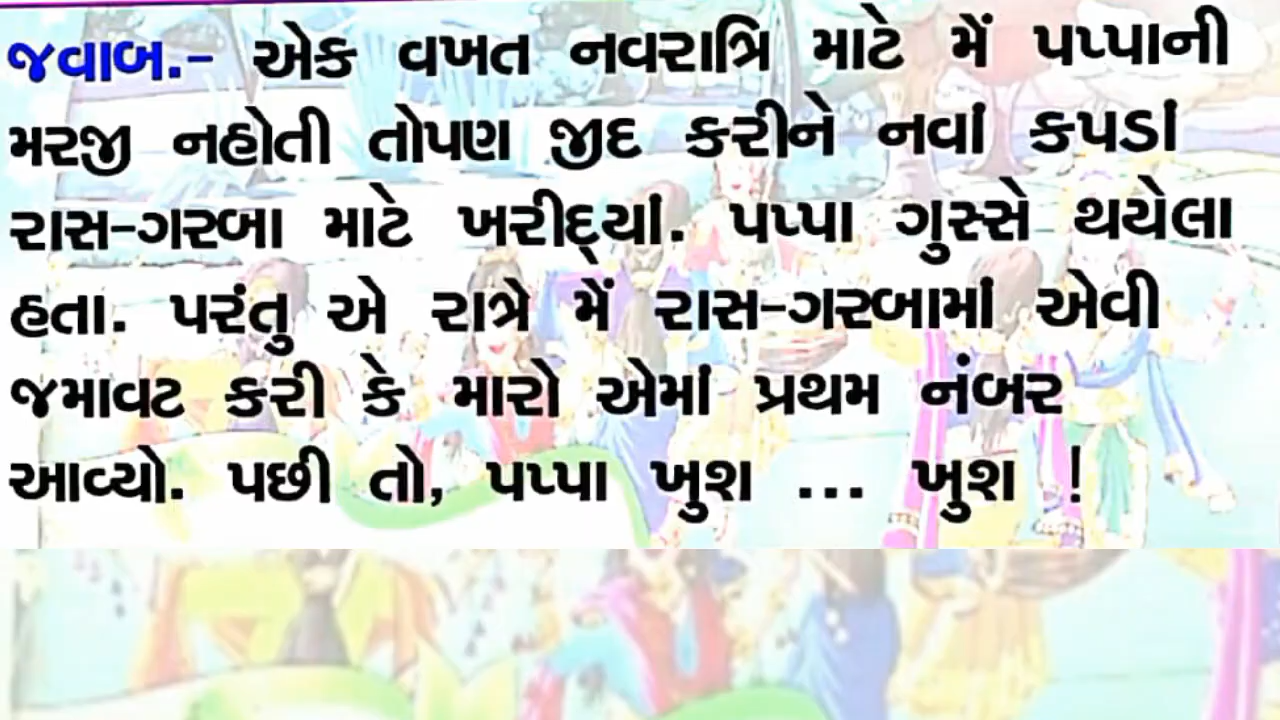 જવાબ.- એક વખત નવરાત્રિ માટે મેં પપ્પાની
મરજી નહોતી તોપણ જીદ કરીને નવાં કપડાં
રાસ-ગરબા માટે ખરીદ્યાં. પપ્પા ગુસ્સે થયેલા
હતા. પરંતુ એ રાત્રે મેં રાસ-ગરબામાં એવી
જમાવટ કરી કે મારો એમાં પ્રથમ નંબર
આવ્યો. પછી તો, પપ્પા ખુશ ... ખુશ !